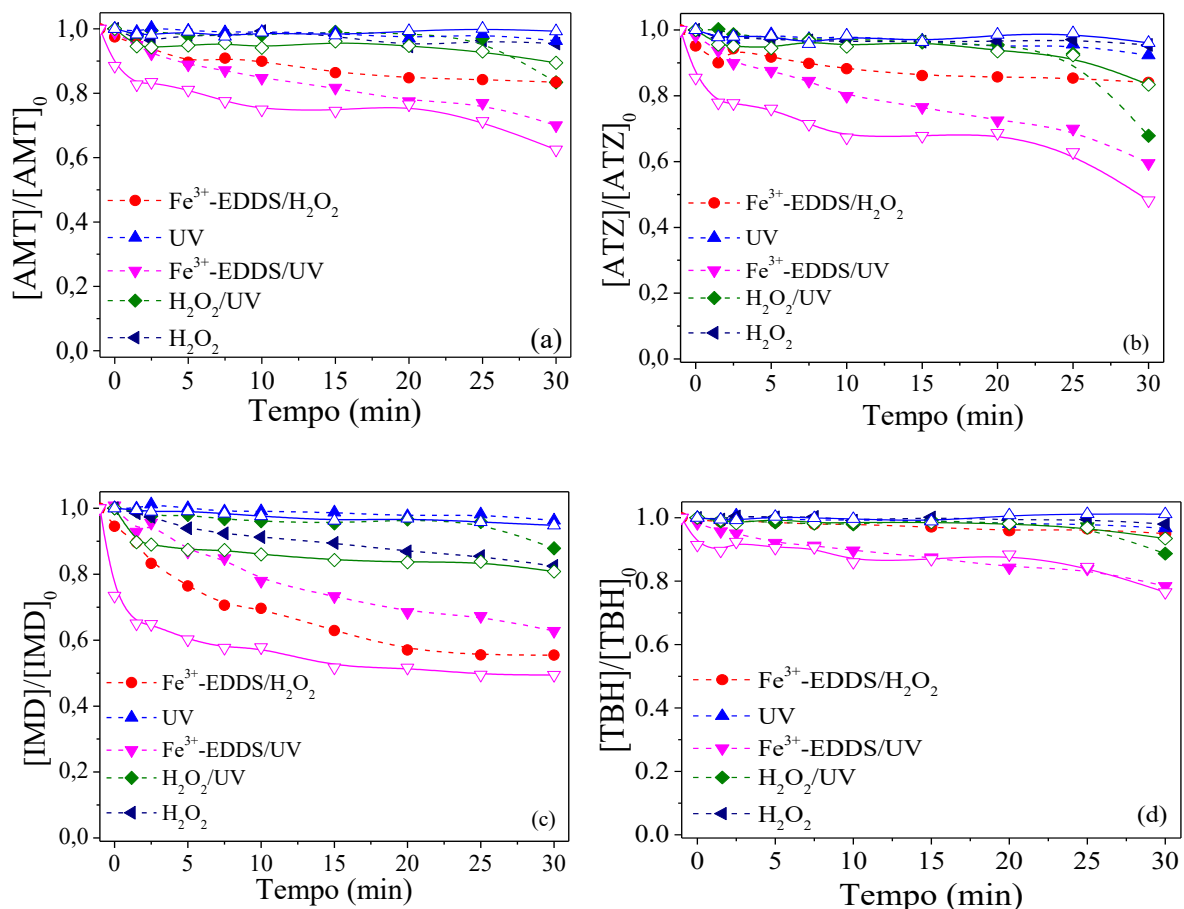 [AMT]/[AMT]₀
1,0
0,8
0,6
0,4
0,2
0,0
Fe³⁺-EDDS/H₂O₂
UV
Fe³⁺-EDDS/UV
H₂O₂/UV
H₂O₂
(a)
0 5 10 15 20 25 30
Tempo (min)
[ATZ]/[ATZ]₀
1,0
0,8
0,6
0,4
0,2
0,0
Fe³⁺-EDDS/H₂O₂
UV
Fe³⁺-EDDS/UV
H₂O₂/UV
H₂O₂
(b)
0 5 10 15 20 25 30
Tempo (min)
[IMD]/[IMD]₀
1,0
0,8
0,6
0,4
0,2
0,0
Fe³⁺-EDDS/H₂O₂
UV
Fe³⁺-EDDS/UV
H₂O₂/UV
H₂O₂
(c)
0 5 10 15 20 25 30
Tempo (min)
[TBH]/[TBH]₀
1.0
0.8
0.6
0.4
0.2
0.0
Fe³⁺-EDDS/H₂O₂
UV
Fe³⁺-EDDS/UV
H₂O₂/UV
H₂O₂
(d)
0 5 10 15 20 25 30
Tempo (min)